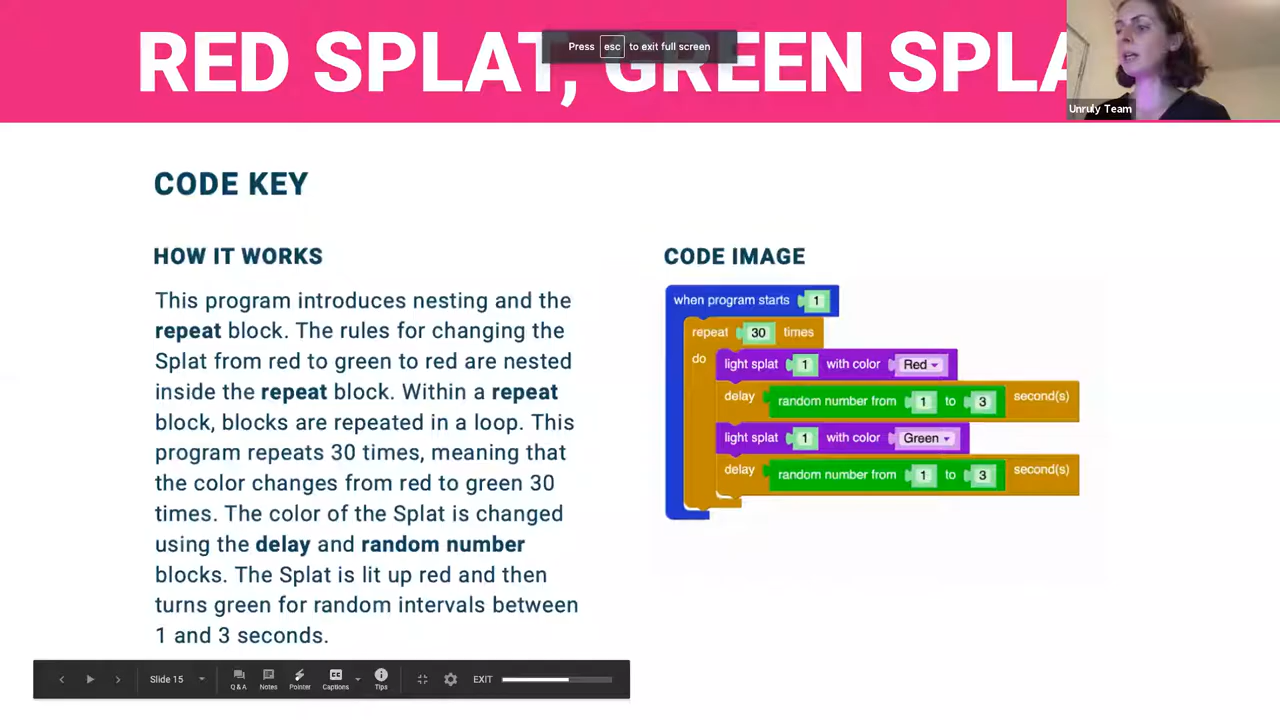 RED SPLAT, GREEN SPLA
Press esc to exit full screen
Unruly Team
CODE KEY
HOW IT WORKS
This program introduces nesting and the
repeat block. The rules for changing the
Splat from red to green to red are nested
inside the repeat block. Within a repeat
block, blocks are repeated in a loop. This
program repeats 30 times, meaning that
the color changes from red to green 30
times. The color of the Splat is changed
using the delay and random number
blocks. The Splat is lit up red and then
turns green for random intervals between
1 and 3 seconds.
CODE IMAGE
when program starts 1
repeat 30 times
do light splat 1 with color Red
delay random number from 1 to 3 second(s)
light splat 1 with color Green
delay random number from 1 to 3 second(s)
Slide 15 Q & A Notes Pointer Captions Tips EXIT